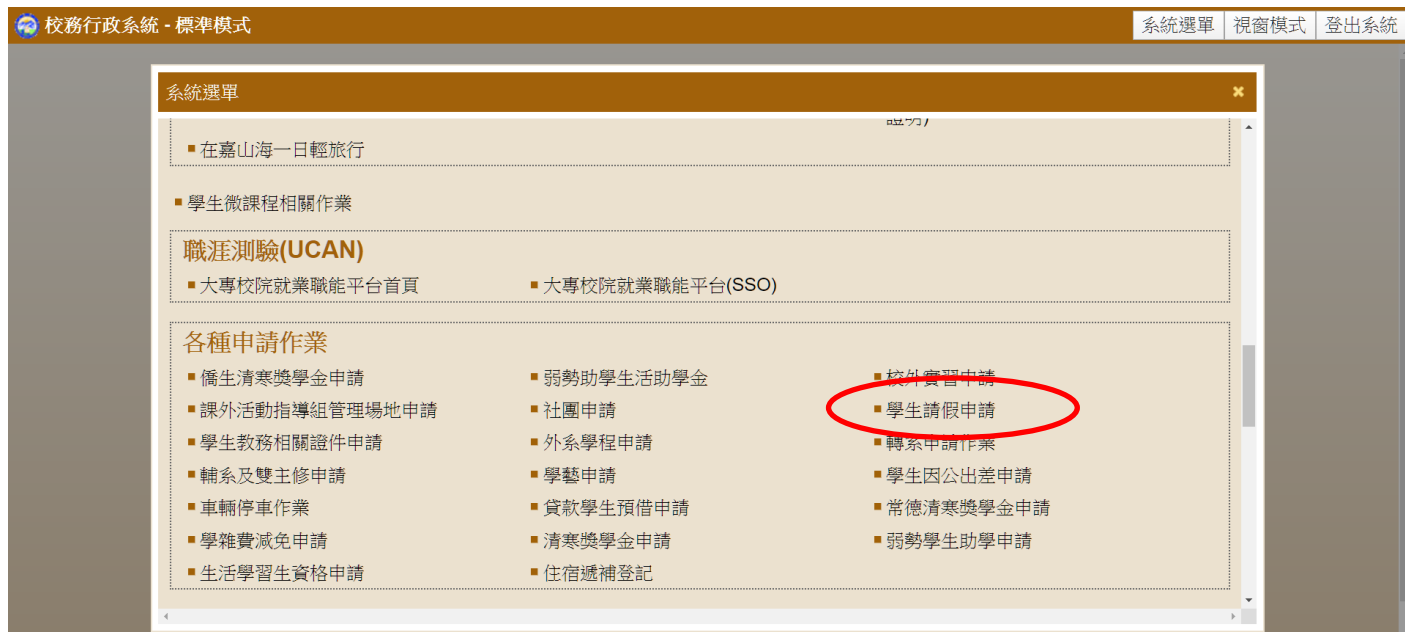 校務行政系統 - 標準模式
系統選單 視窗模式 登出系統
系統選單
證明)
在嘉山海一日輕旅行
學生微課程相關作業
職涯測驗(UCAN)
大專校院就業職能平台首頁 大專校院就業職能平台(SSO)
各種申請作業
僑生清寒獎學金申請 弱勢助學生活助學金 校外實習申請
課外活動指導組管理場地申請 社團申請 學生請假申請
學生教務相關證件申請 外系學程申請 轉系申請作業
輔系及雙主修申請 學藝申請 學生因公出差申請
車輛停車作業 貸款學生預借申請 常德清寒獎學金申請
學雜費減免申請 清寒獎學金申請 弱勢學生助學申請
生活學習生資格申請 住宿遞補登記